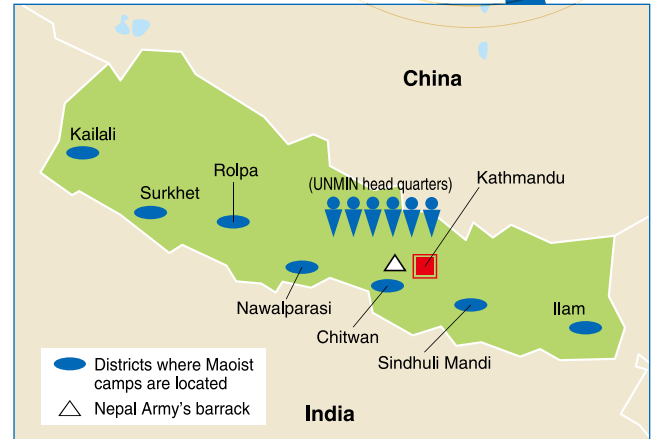 China
Kailali
Rolpa
Surkhet
(UNMIN head quarters)
Kathmandu
Nawalparasi
Chitwan
Sindhuli Mandi
Ilam
Districts where Maoist
camps are located
Nepal Army's barrack
India